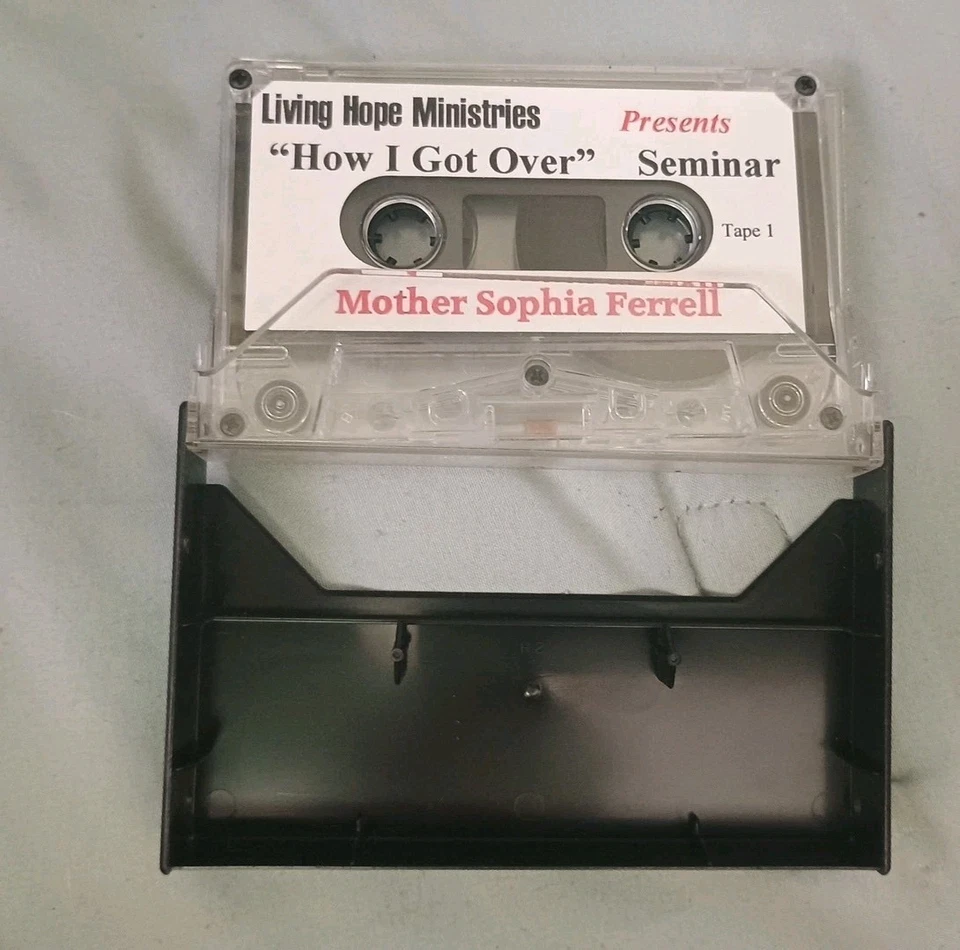 Living Hope Ministries Presents
“How I Got Over” Seminar
Tape 1
Mother Sophia Ferrell